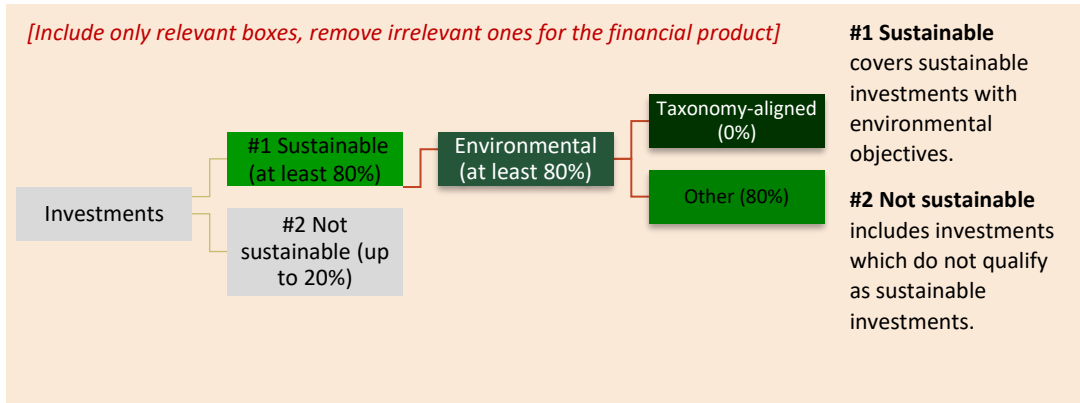 [Include only relevant boxes, remove irrelevant ones for the financial product]
Investments
#1 Sustainable
(at least 80%)
#2 Not
sustainable (up
to 20%)
Environmental
(at least 80%)
Taxonomy-aligned
(0%)
Other (80%)
#1 Sustainable
covers sustainable
investments with
environmental
objectives.
#2 Not sustainable
includes investments
which do not qualify
as sustainable
investments.